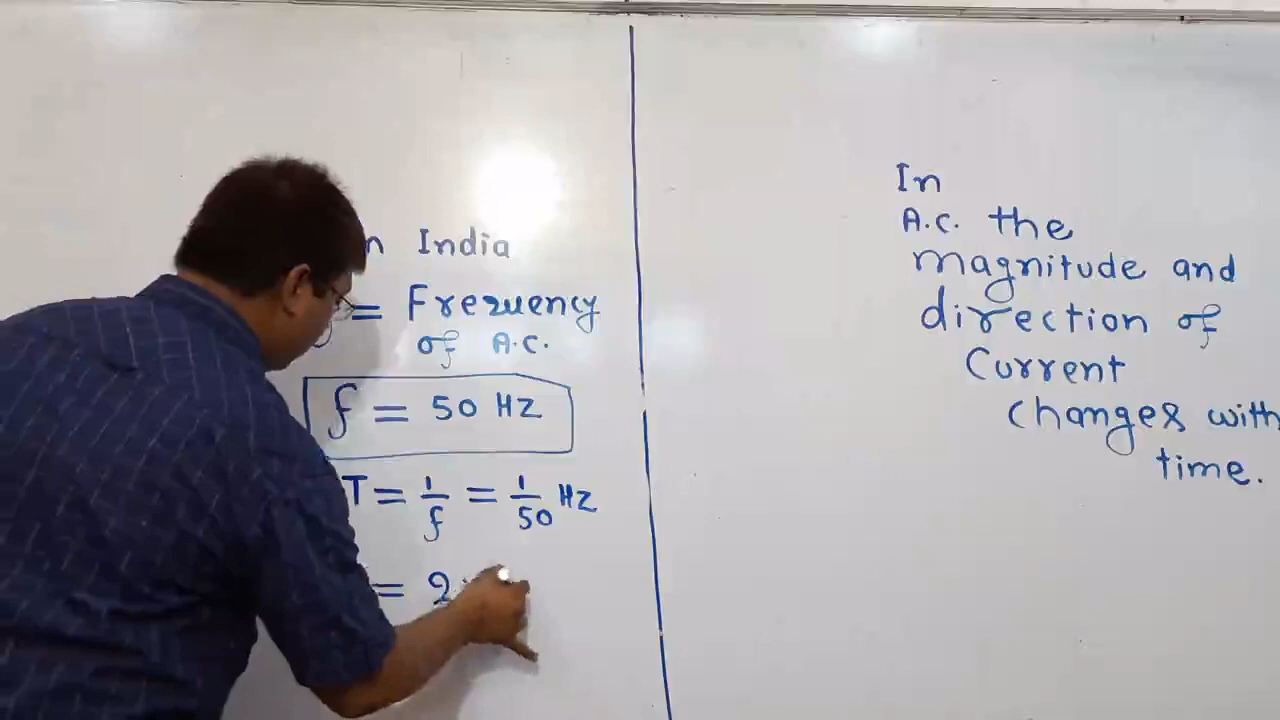 India
= Frequency
of A.C.
f = 50 HZ
T = 1/f = 1/50 HZ
= 2
In
A.C. the
magnitude and
direction of
Current
Changes with
time.